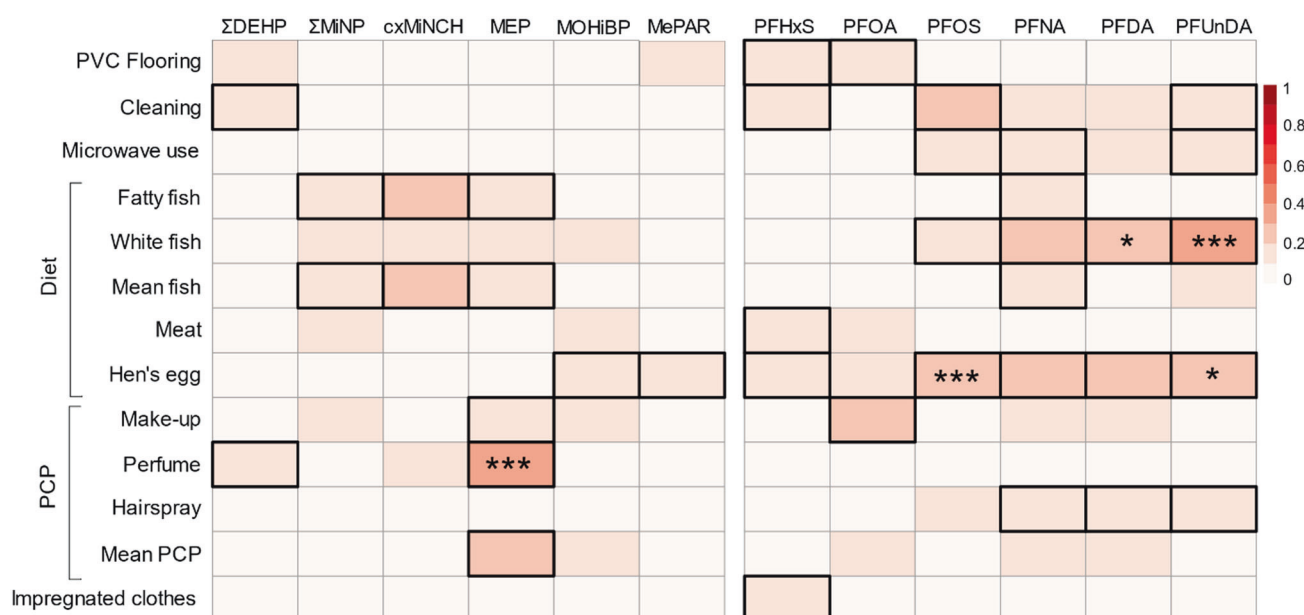 ΣDEHP ΣMiNP cxMiNCH MEP MOHiBP MePAR PFHxS PFOA PFOS PFNA PFDA PFUnDA
PVC Flooring
Cleaning
Microwave use
Fatty fish
White fish * ***
Mean fish
Meat
Hen's egg *** *
Make-up
Perfume ***
Hairspray
Mean PCP
Impregnated clothes
Diet
PCP
1
0.8
0.6
0.4
0.2
0